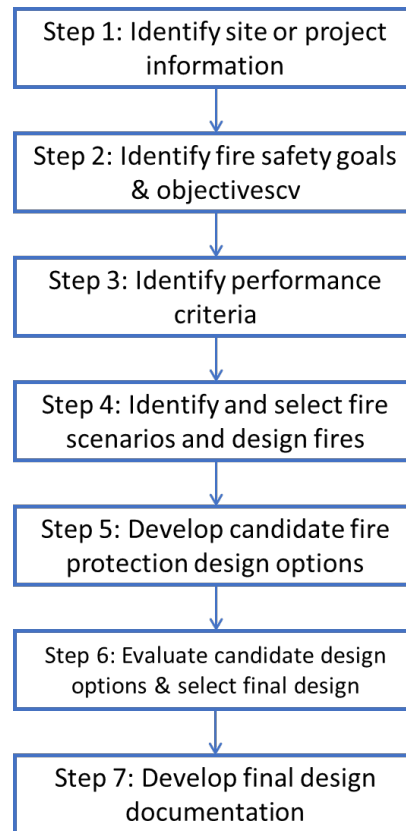 Step 1: Identify site or project
information
Step 2: Identify fire safety goals
& objectivescv
Step 3: Identify performance
criteria
Step 4: Identify and select fire
scenarios and design fires
Step 5: Develop candidate fire
protection design options
Step 6: Evaluate candidate design
options & select final design
Step 7: Develop final design
documentation